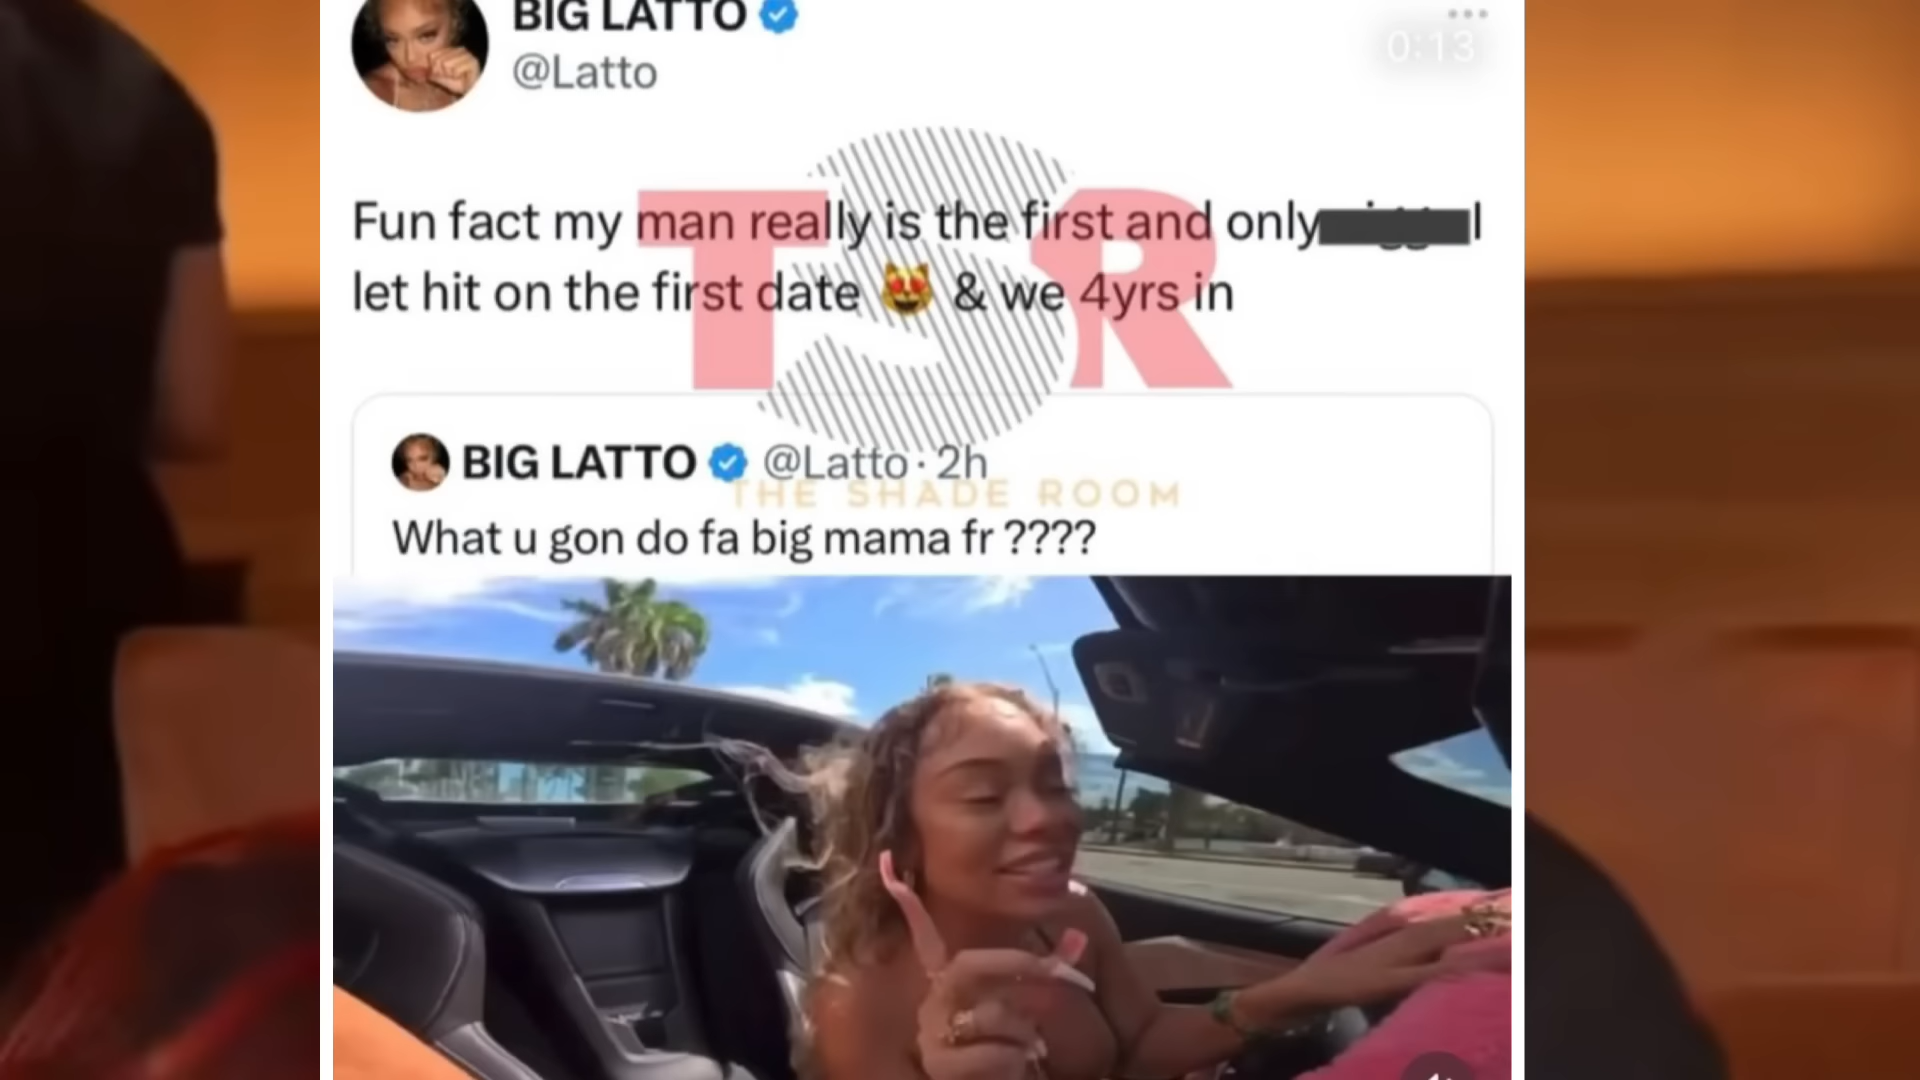 BIG LATTO
@Latto
0:13
Fun fact my man really is the first and only I
let hit on the first date 😻 & we 4yrs in
TSR
BIG LATTO @Latto · 2h
THE SHADE ROOM
What u gon do fa big mama fr ????